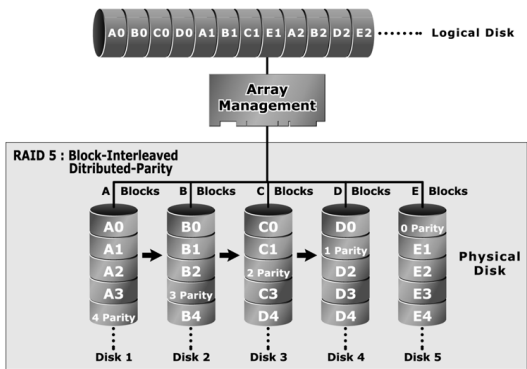 A0 B0 C0 D0 A1 B1 C1 E1 A2 B2 D2 E2 Logical Disk
Array
Management
RAID 5 : Block-Interleaved
Ditributed-Parity
A Blocks B Blocks C Blocks D Blocks E Blocks
A0 B0 C0 D0 0 Parity
A1 B1 C1 1 Parity E1
A2 B2 2 Parity D2 E2
A3 3 Parity C3 D3 E3
4 Parity B4 D4 D4 E4
Physical
Disk
Disk 1 Disk 2 Disk 3 Disk 4 Disk 5